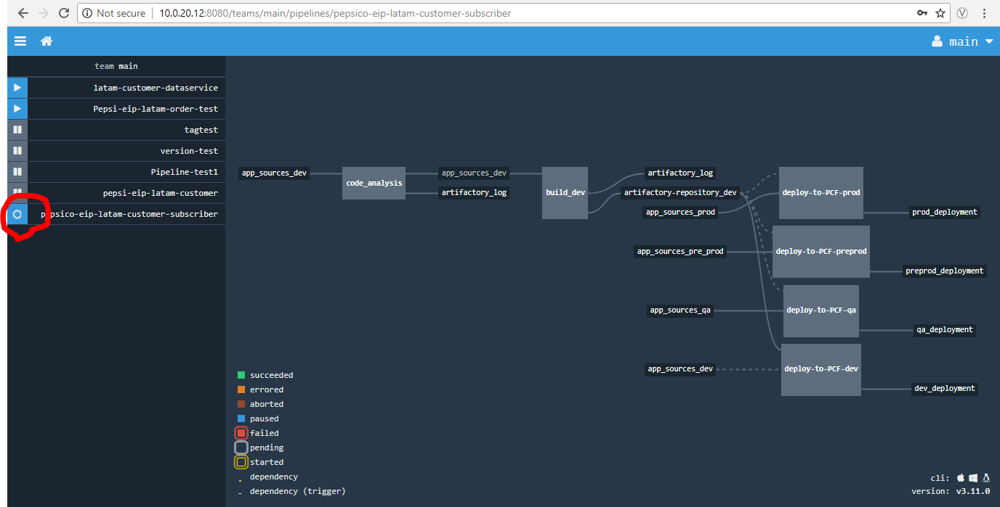 Not secure | 10.0.20.12:8080/teams/main/pipelines/pepsico-eip-latam-customer-subscriber
main
team main
latam-customer-dataservice
Pepsi-eip-latam-order-test
tagtest
version-test
Pipeline-test1
pepsi-eip-latam-customer
pepsico-eip-latam-customer-subscriber
app_sources_dev
code_analysis
app_sources_dev
artifactory_log
build_dev
artifactory_log
artifactory-repository_dev
app_sources_prod
deploy-to-PCF-prod
prod_deployment
app_sources_pre_prod
deploy-to-PCF-preprod
preprod_deployment
app_sources_qa
deploy-to-PCF-qa
qa_deployment
app_sources_dev
deploy-to-PCF-dev
dev_deployment
succeeded
errored
aborted
paused
failed
pending
started
dependency
dependency (trigger)
cli:
version: v3.11.0